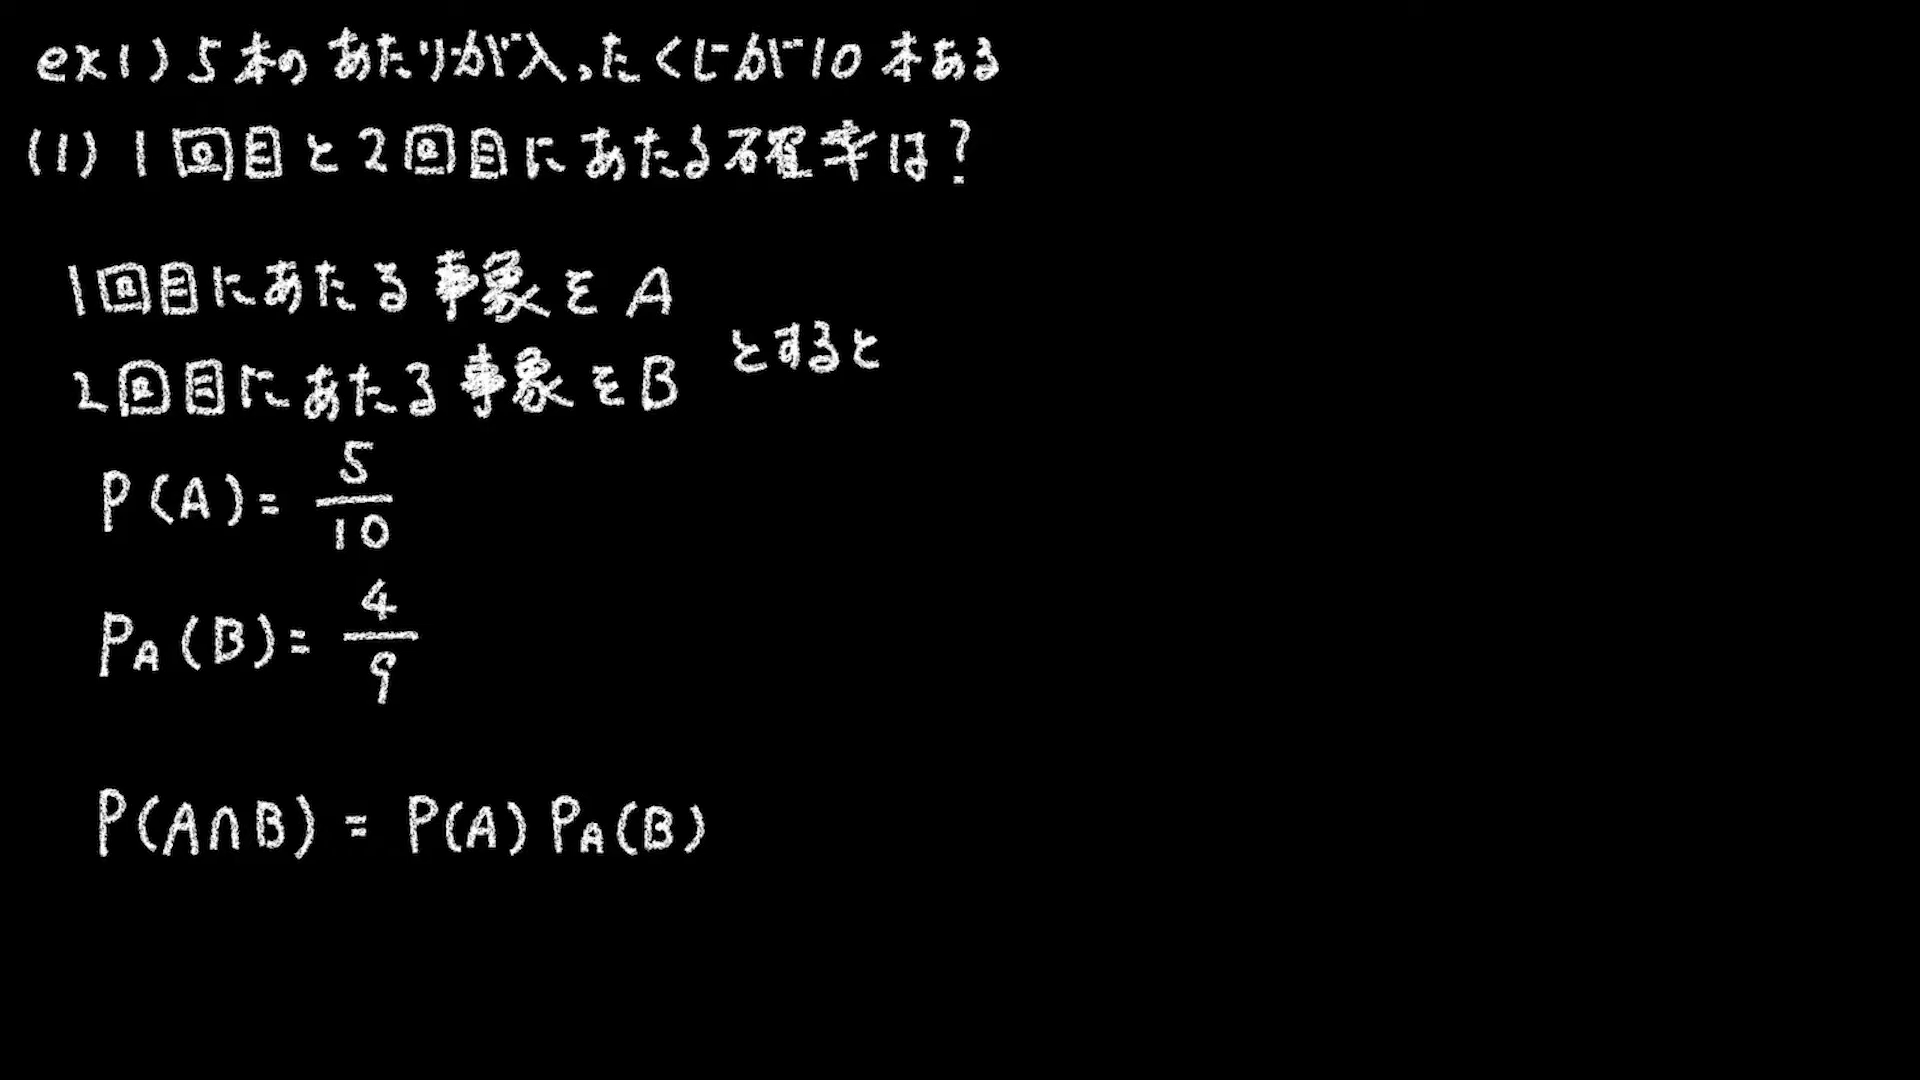 ex1) 5本のあたりが入ったくじが10本ある
(1) 1回目と2回目にあたる確率は?
1回目にあたる事象をA
2回目にあたる事象をB
とすると
P(A)= 5/10
PA(B)= 4/9
P(A∩B) = P(A) PA(B)